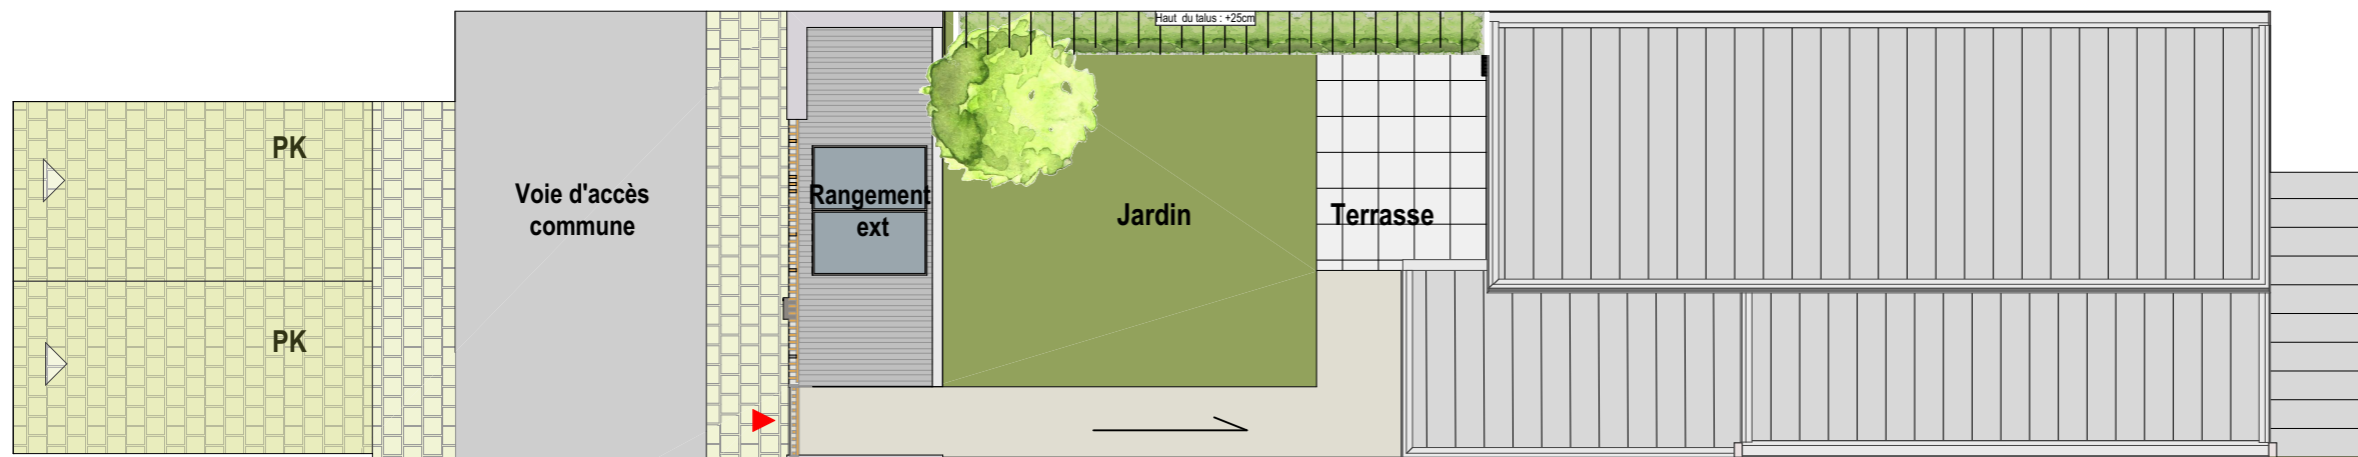 Haut du talus : +25cm
PK
Voie d'accès
commune
Rangement
ext
Jardin
Terrasse
PK